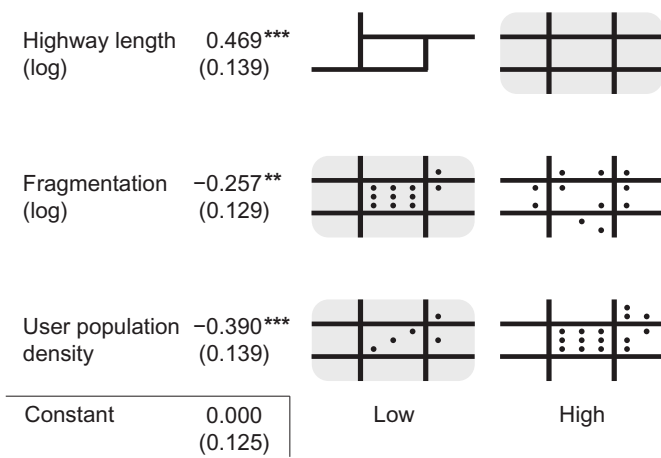 Highway length 0.469***
(log) (0.139)
Fragmentation −0.257**
(log) (0.129)
User population −0.390***
density (0.139)
Constant 0.000 Low High
(0.125)